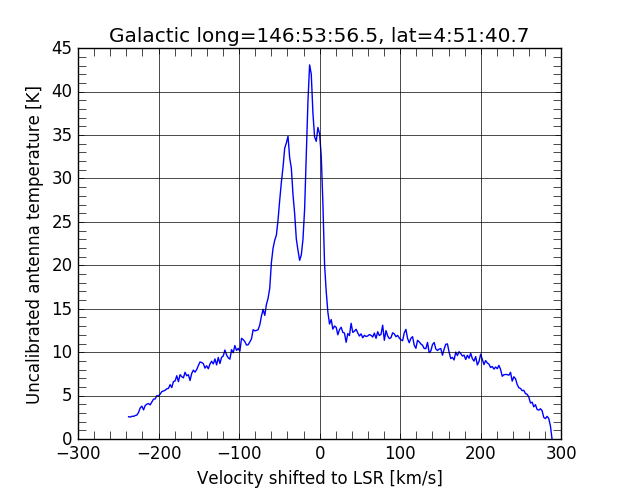 Galactic long=146:53:56.5, lat=4:51:40.7
Uncalibrated antenna temperature [K]
45
40
35
30
25
20
15
10
5
0
−300 −200 −100 0 100 200 300
Velocity shifted to LSR [km/s]